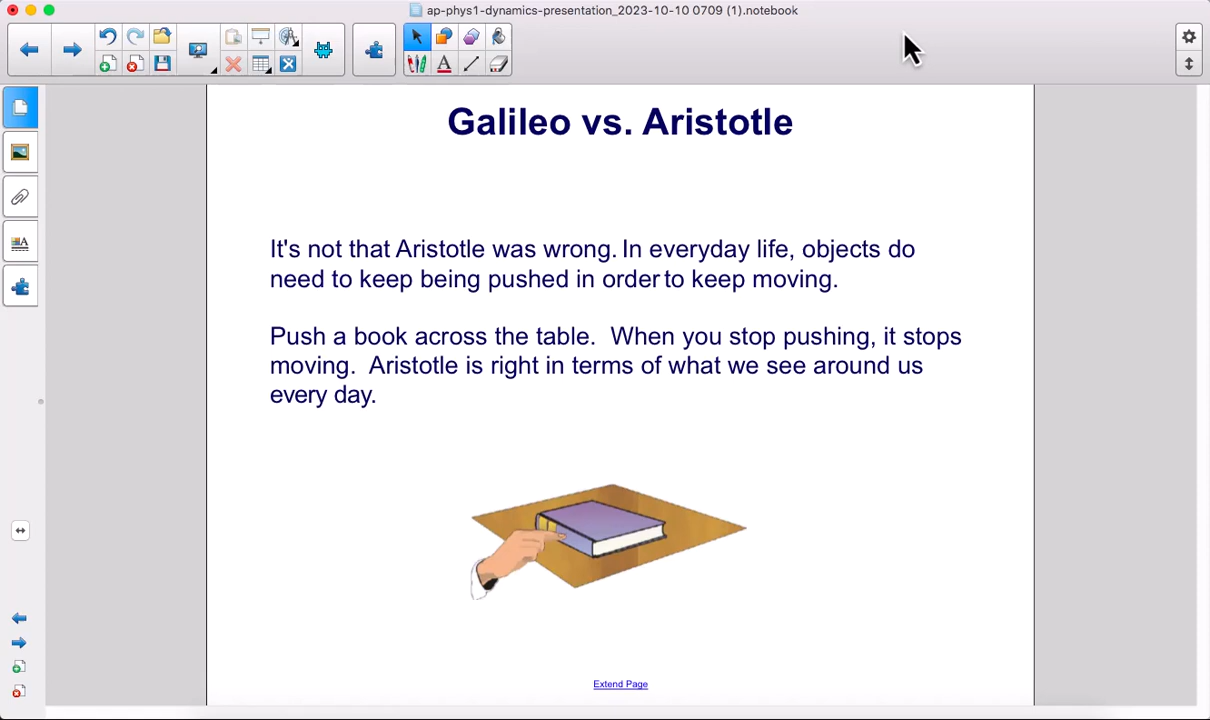 ap-phys1-dynamics-presentation_2023-10-10 0709 (1).notebook
Galileo vs. Aristotle
It's not that Aristotle was wrong. In everyday life, objects do
need to keep being pushed in order to keep moving.
Push a book across the table.  When you stop pushing, it stops
moving.  Aristotle is right in terms of what we see around us
every day.
Extend Page